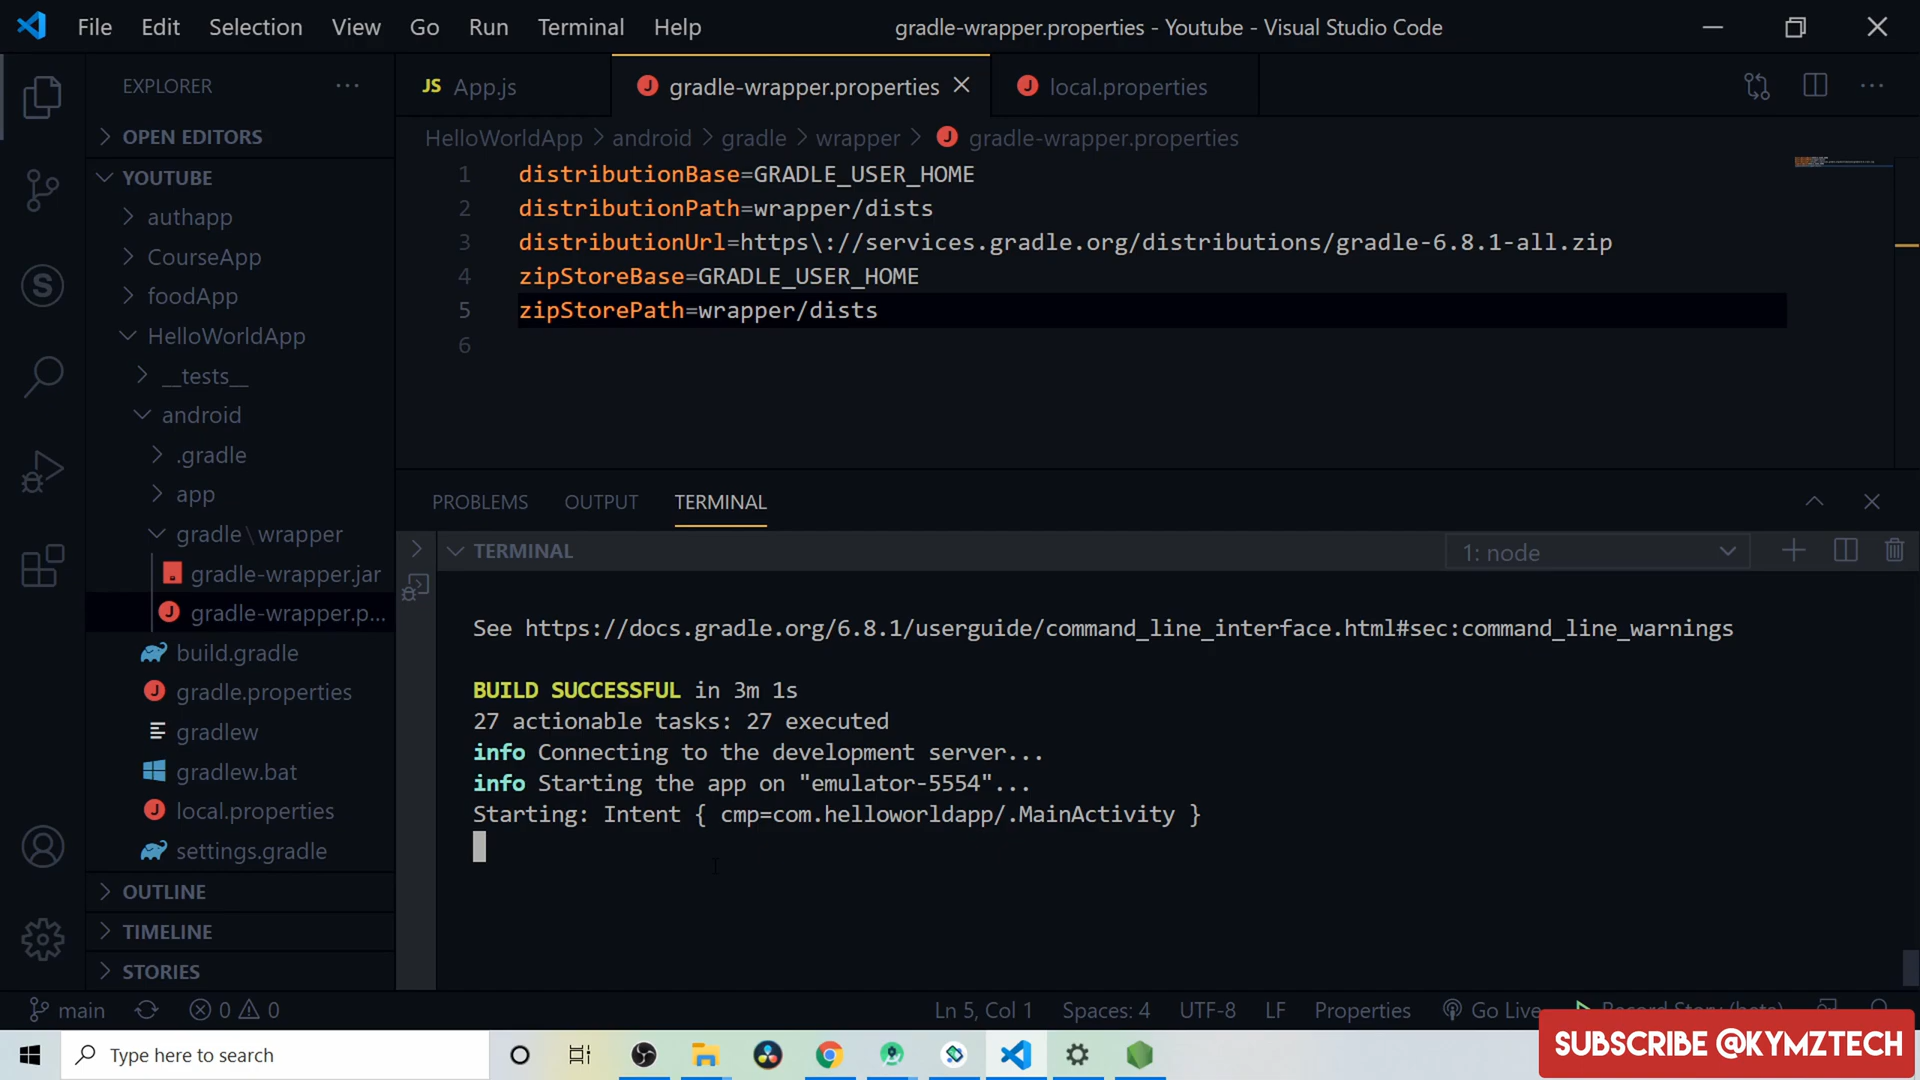 File Edit Selection View Go Run Terminal Help
gradle-wrapper.properties - Youtube - Visual Studio Code
EXPLORER
OPEN EDITORS
YOUTUBE
authapp
CourseApp
foodApp
HelloWorldApp
__tests__
android
.gradle
app
gradle\wrapper
gradle-wrapper.jar
gradle-wrapper.p...
build.gradle
gradle.properties
gradlew
gradlew.bat
local.properties
settings.gradle
OUTLINE
TIMELINE
STORIES
JS App.js
J gradle-wrapper.properties
J local.properties
HelloWorldApp > android > gradle > wrapper > J gradle-wrapper.properties
1 distributionBase=GRADLE_USER_HOME
2 distributionPath=wrapper/dists
3 distributionUrl=https\://services.gradle.org/distributions/gradle-6.8.1-all.zip
4 zipStoreBase=GRADLE_USER_HOME
5 zipStorePath=wrapper/dists
6
PROBLEMS OUTPUT TERMINAL
TERMINAL
1: node
See https://docs.gradle.org/6.8.1/userguide/command_line_interface.html#sec:command_line_warnings
BUILD SUCCESSFUL in 3m 1s
27 actionable tasks: 27 executed
info Connecting to the development server...
info Starting the app on "emulator-5554"...
Starting: Intent { cmp=com.helloworldapp/.MainActivity }
main 0 0 Ln 5, Col 1 Spaces: 4 UTF-8 LF Properties Go Live Record Story (beta)
SUBSCRIBE @KYMZTECH
Type here to search